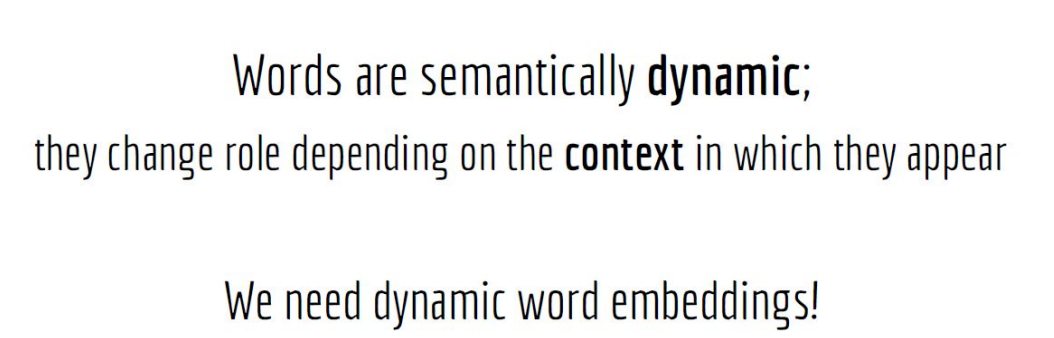 Words are semantically dynamic;
they change role depending on the context in which they appear
We need dynamic word embeddings!